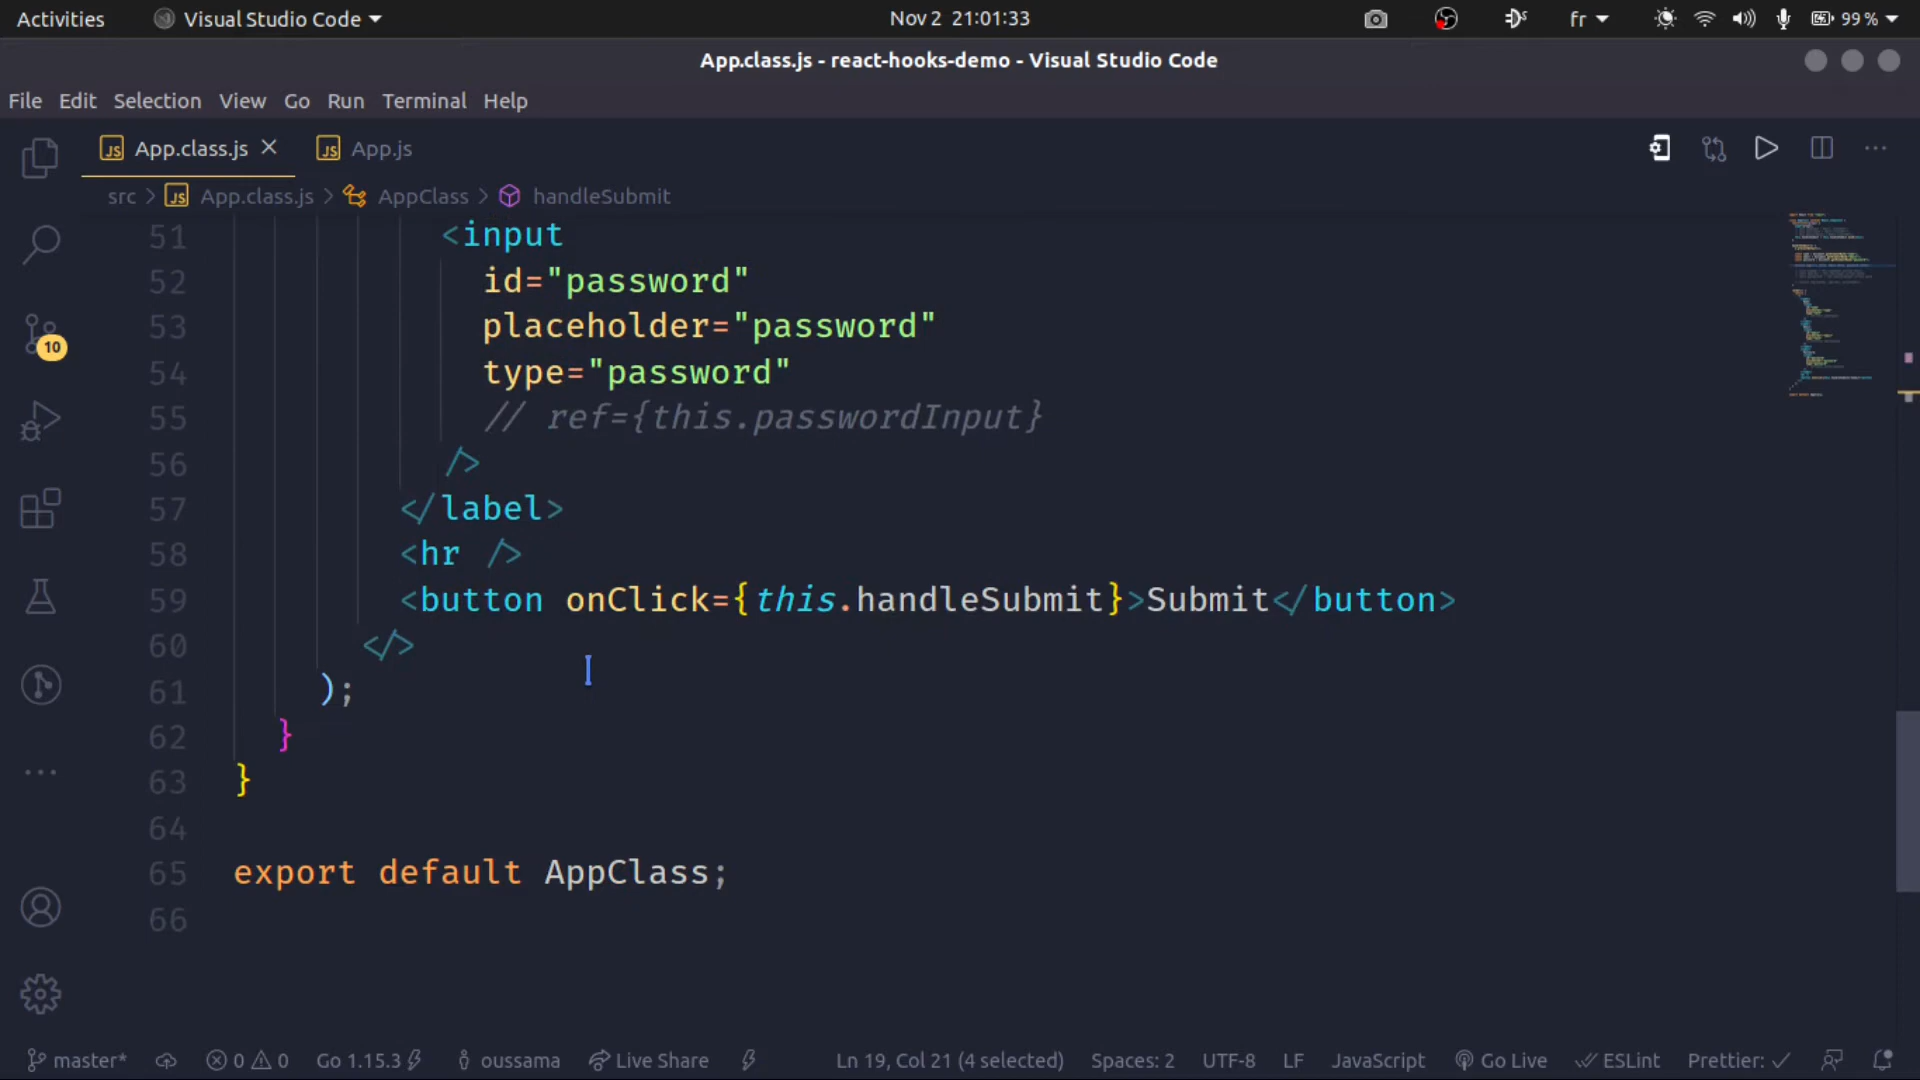 Activities Visual Studio Code Nov 2 21:01:33 fr 99 %
App.class.js - react-hooks-demo - Visual Studio Code
File Edit Selection View Go Run Terminal Help
JS App.class.js JS App.js
src > JS App.class.js > AppClass > handleSubmit
51 <input
52 id="password"
53 placeholder="password"
54 type="password"
55 // ref={this.passwordInput}
56 />
57 </label>
58 <hr />
59 <button onClick={this.handleSubmit}>Submit</button>
60 </>
61 );
62 }
63 }
64
65 export default AppClass;
66
10
master* 0 0 Go 1.15.3 oussama Live Share Ln 19, Col 21 (4 selected) Spaces: 2 UTF-8 LF JavaScript Go Live ESLint Prettier: ✓